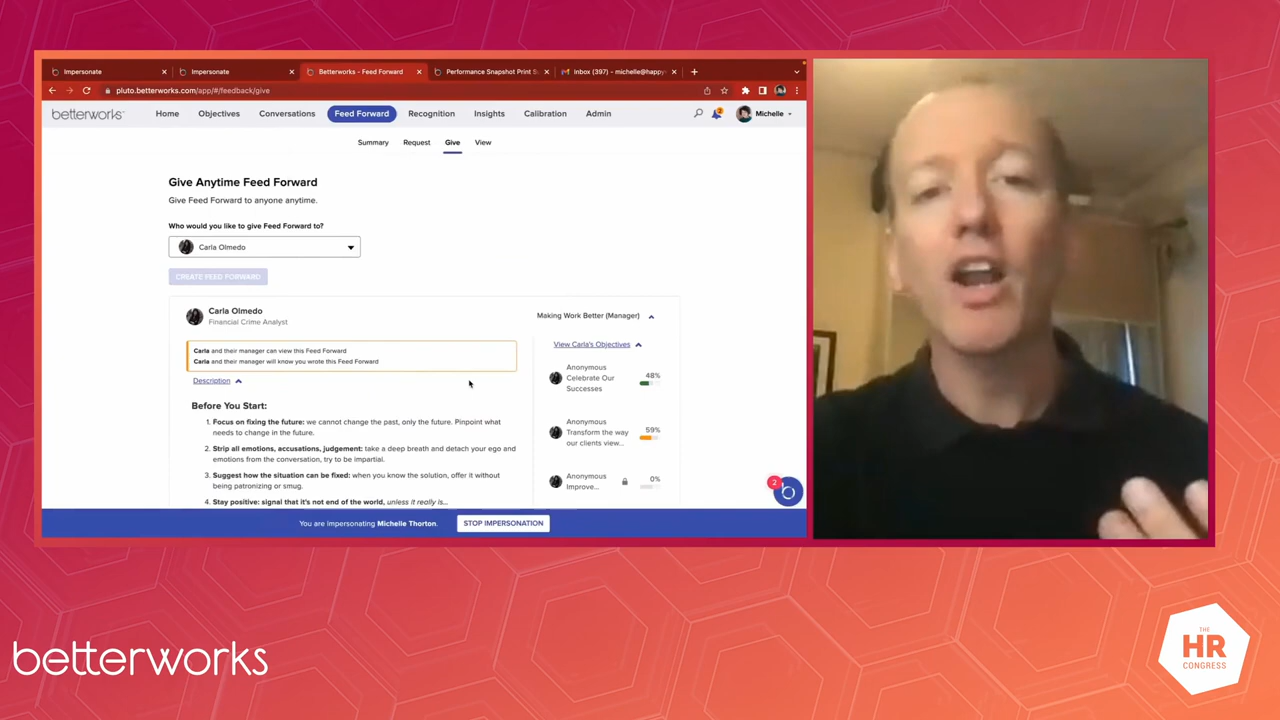 Impersonate
Impersonate
Betterworks - Feed Forward
Performance Snapshot Print S
Inbox (397) - michelle@happy
pluto.betterworks.com/app/#/feedback/give
betterworks
Home
Objectives
Conversations
Feed Forward
Recognition
Insights
Calibration
Admin
2
Michelle
Summary
Request
Give
View
Give Anytime Feed Forward
Give Feed Forward to anyone anytime.
Who would you like to give Feed Forward to?
Carla Olmedo
CREATE FEED FORWARD
Carla Olmedo
Financial Crime Analyst
Making Work Better (Manager)
Carla and their manager can view this Feed Forward
Carla and their manager will know you wrote this Feed Forward
Description
View Carla's Objectives
Anonymous
Celebrate Our
Successes
48%
Anonymous
Transform the way
our clients view...
59%
Anonymous
Improve...
0%
Before You Start:
1. Focus on fixing the future: we cannot change the past, only the future. Pinpoint what
needs to change in the future.
2. Strip all emotions, accusations, judgement: take a deep breath and detach your ego and
emotions from the conversation, try to be impartial.
3. Suggest how the situation can be fixed: when you know the solution, offer it without
being patronizing or smug.
4. Stay positive: signal that it's not end of the world, unless it really is...
2
You are impersonating Michelle Thorton.
STOP IMPERSONATION
betterworks
THE
HR
CONGRESS